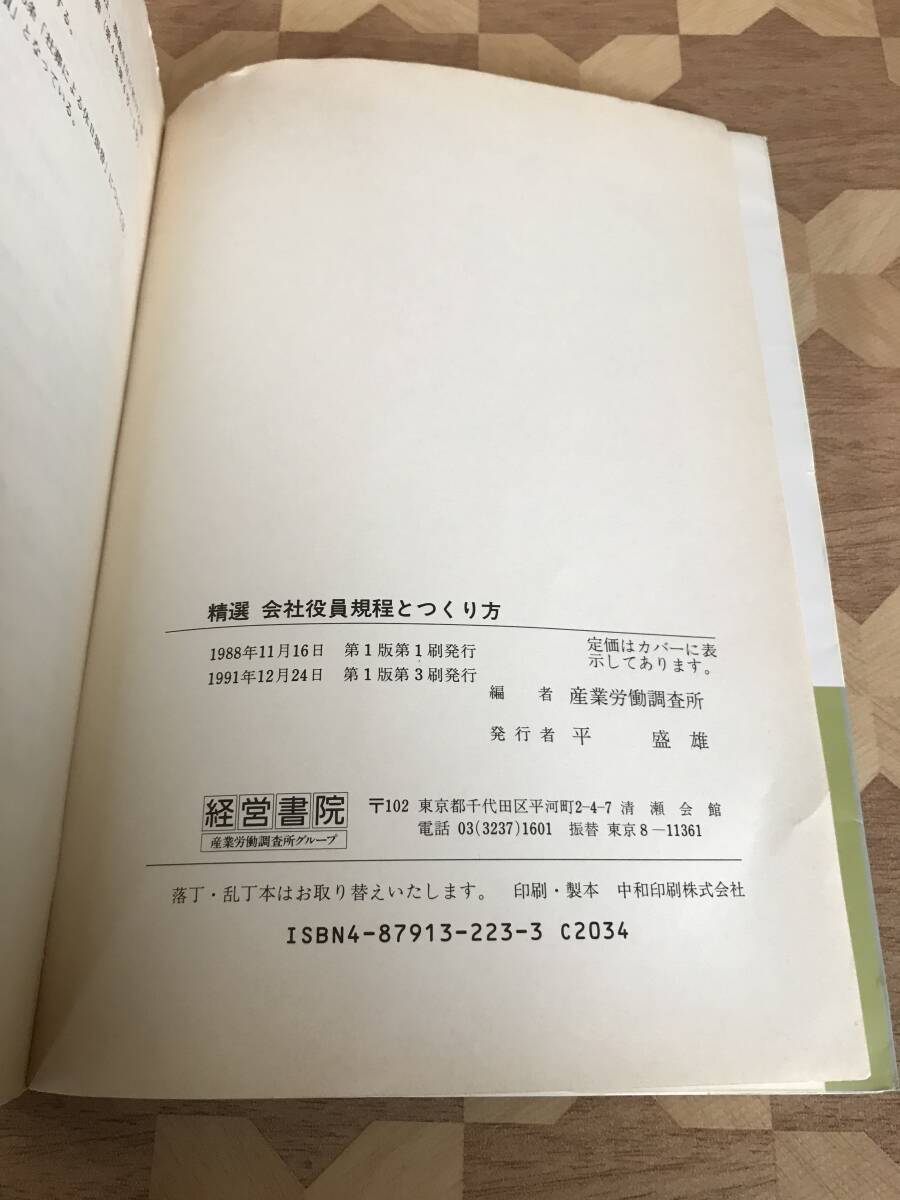 精選 会社役員規程とつくり方
1988年11月16日 第1版第1刷発行
1991年12月24日 第1版第3刷発行
定価はカバーに表
示してあります。
編 者 産業労働調査所
発行者 平 盛雄
経営書院
産業労働調査所グループ
〒102 東京都千代田区平河町2-4-7 清瀬会館
電話 03(3237)1601 振替 東京8-11361
落丁・乱丁本はお取り替えいたします。 印刷・製本 中和印刷株式会社
ISBN4-87913-223-3 C2034
となっている。